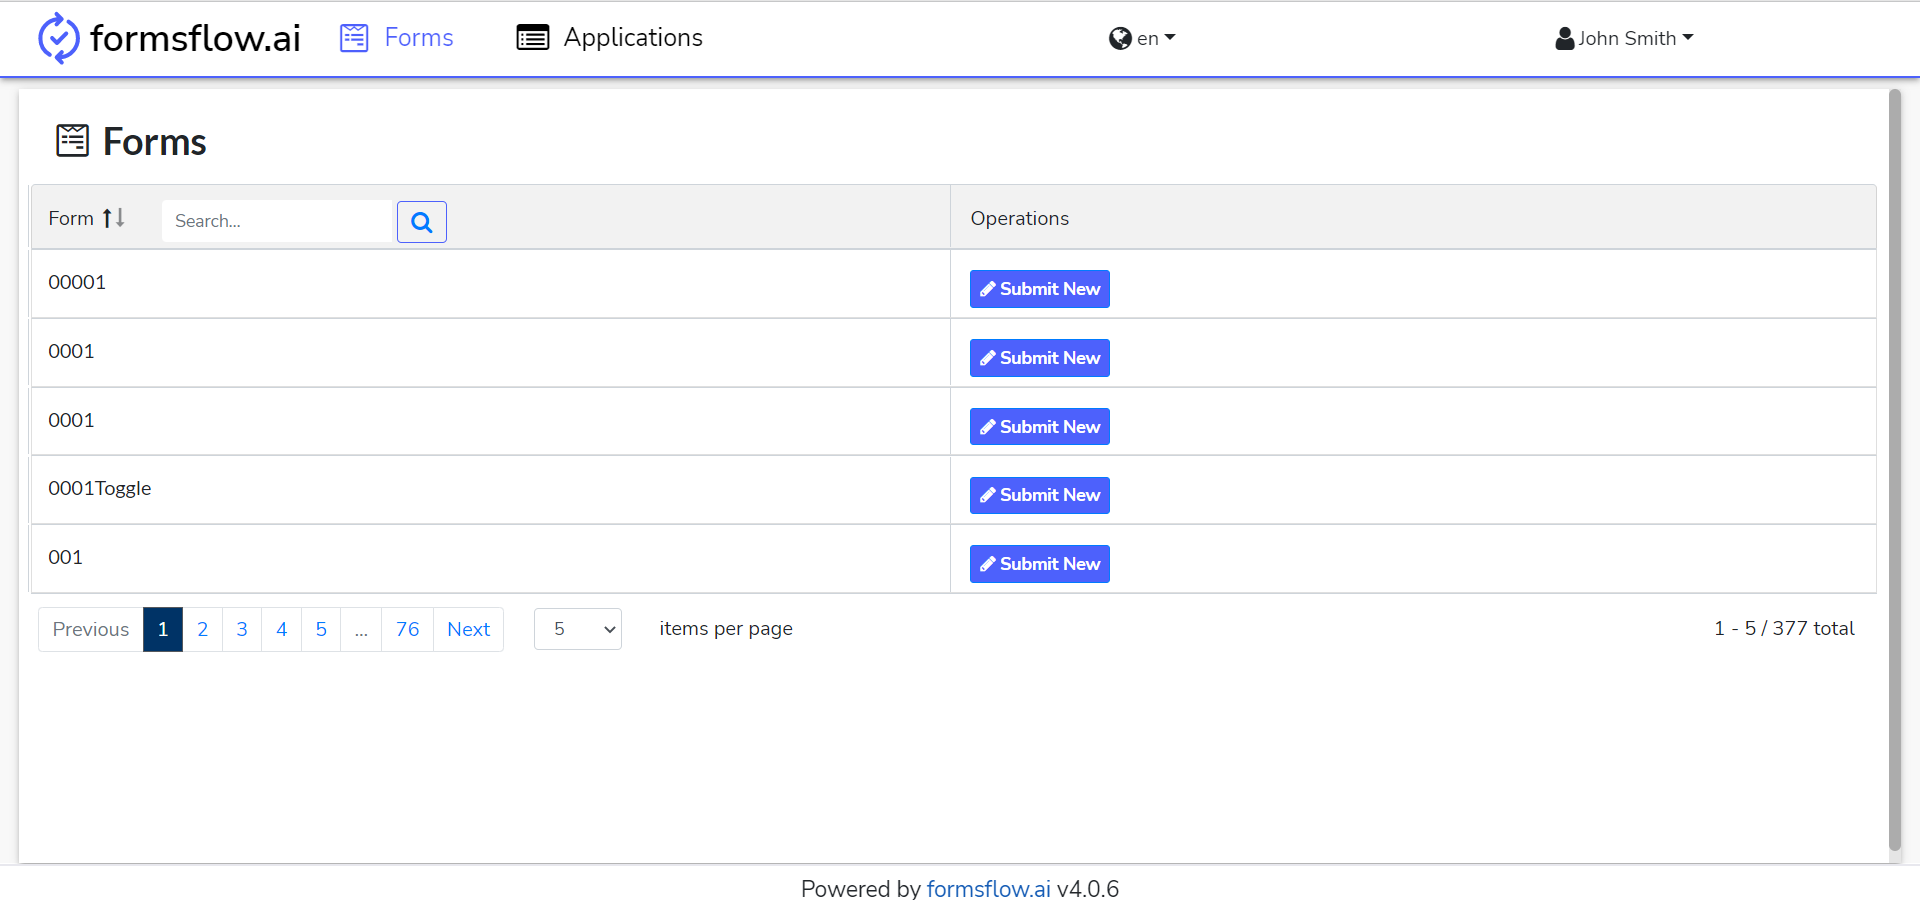 formsflow.ai Forms Applications en John Smith
Forms
Form Search... Operations
00001 Submit New
0001 Submit New
0001 Submit New
0001Toggle Submit New
001 Submit New
Previous 1 2 3 4 5 ... 76 Next 5 items per page 1 - 5 / 377 total
Powered by formsflow.ai v4.0.6